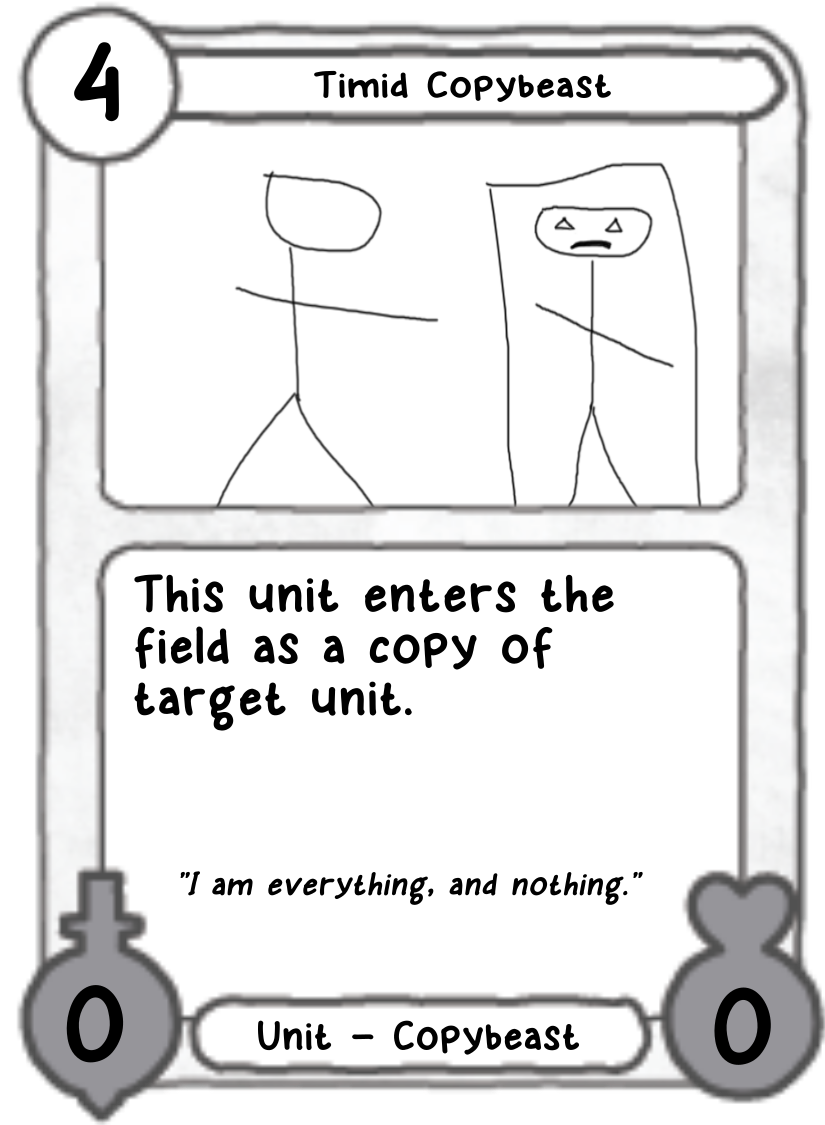 4
Timid Copybeast
This unit enters the
field as a copy of
target unit.
"I am everything, and nothing."
0
Unit – Copybeast
0